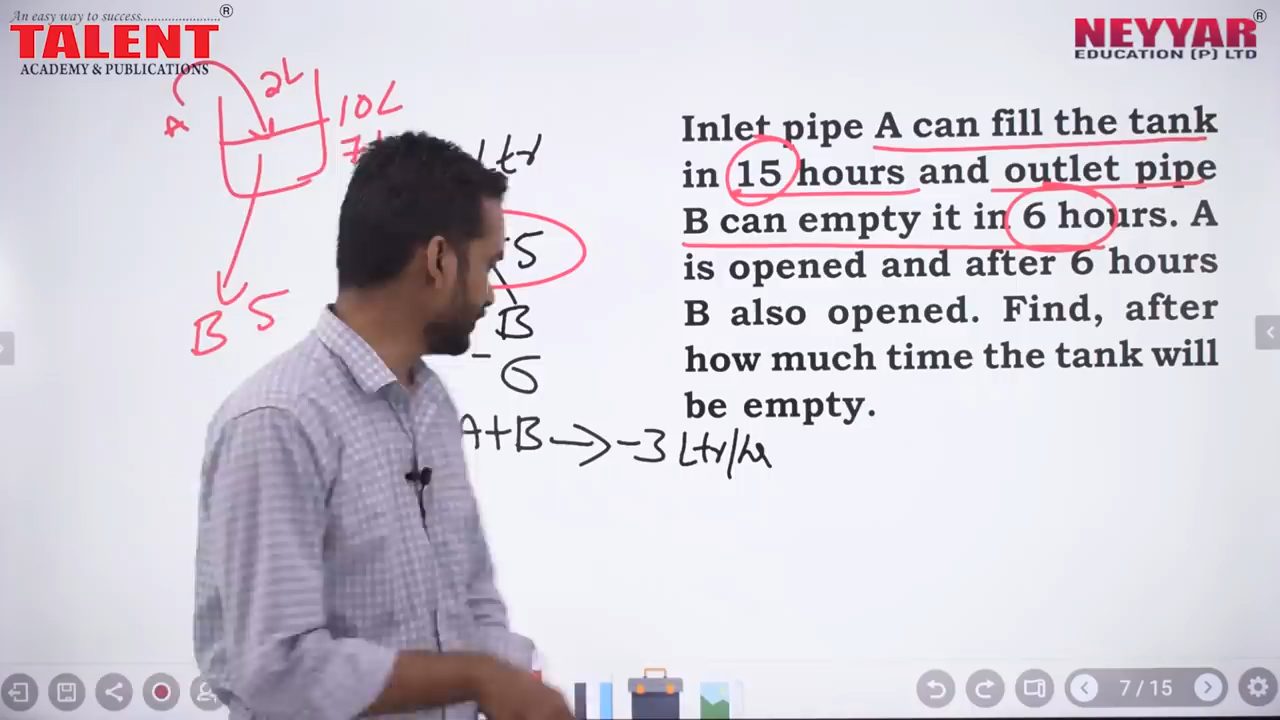 An easy way to success.....................
®
TALENT
ACADEMY & PUBLICATIONS
NEYYAR
®
EDUCATION (P) LTD
A
2L
10L
B 5
Ltr
5
B
- 6
A+B → -3 Ltr/hr
Inlet pipe A can fill the tank
in 15 hours and outlet pipe
B can empty it in 6 hours. A
is opened and after 6 hours
B also opened. Find, after
how much time the tank will
be empty.
7 / 15